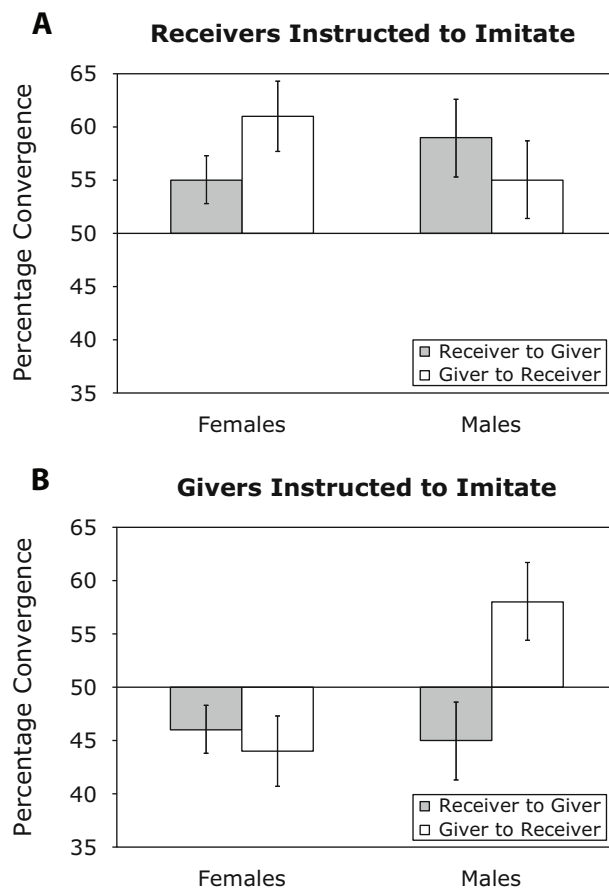 A
Receivers Instructed to Imitate
Percentage Convergence
65
60
55
50
45
40
35
Receiver to Giver
Giver to Receiver
Females Males
B
Givers Instructed to Imitate
Percentage Convergence
65
60
55
50
45
40
35
Receiver to Giver
Giver to Receiver
Females Males